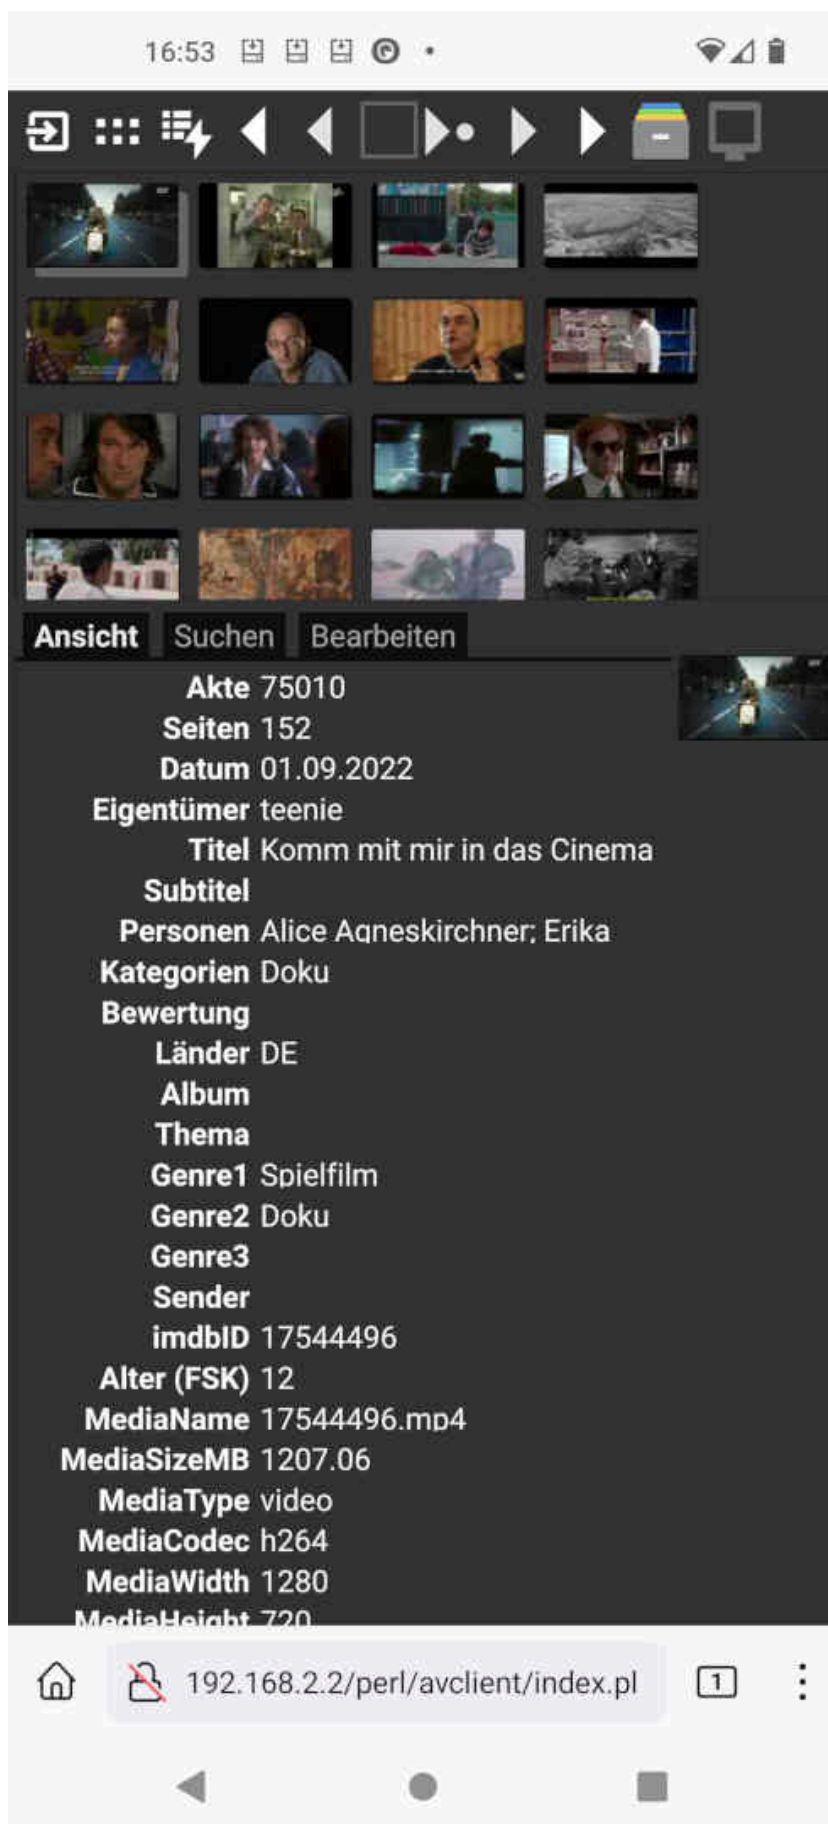 16:53
Ansicht Suchen Bearbeiten
Akte 75010
Seiten 152
Datum 01.09.2022
Eigentümer teenie
Titel Komm mit mir in das Cinema
Subtitel
Personen Alice Agneskirchner; Erika
Kategorien Doku
Bewertung
Länder DE
Album
Thema
Genre1 Spielfilm
Genre2 Doku
Genre3
Sender
imdbID 17544496
Alter (FSK) 12
MediaName 17544496.mp4
MediaSizeMB 1207.06
MediaType video
MediaCodec h264
MediaWidth 1280
MediaHeight 720
192.168.2.2/perl/avclient/index.pl 1